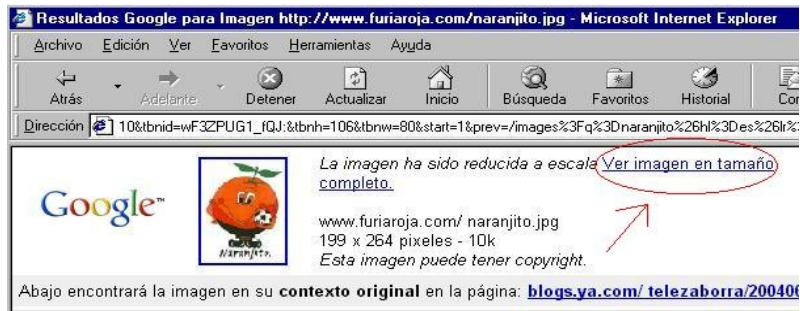 Resultados Google para Imagen http://www.furiaroja.com/naranjito.jpg - Microsoft Internet Explorer
Archivo Edición Ver Favoritos Herramientas Ayuda
Atrás Adelante Detener Actualizar Inicio Búsqueda Favoritos Historial
Dirección 10&tbnid=wF3ZPUG1_fQJ:&tbnh=106&tbnw=80&start=1&prev=/images%3Fq%3Dnaranjito%26hl%3Des%26lr%
La imagen ha sido reducida a escala Ver imagen en tamaño
completo.
Google™
www.furiaroja.com/ naranjito.jpg
199 x 264 pixeles - 10k
Esta imagen puede tener copyright.
Naranjito.
Abajo encontrará la imagen en su contexto original en la página: blogs.ya.com/ telezaborra/200406